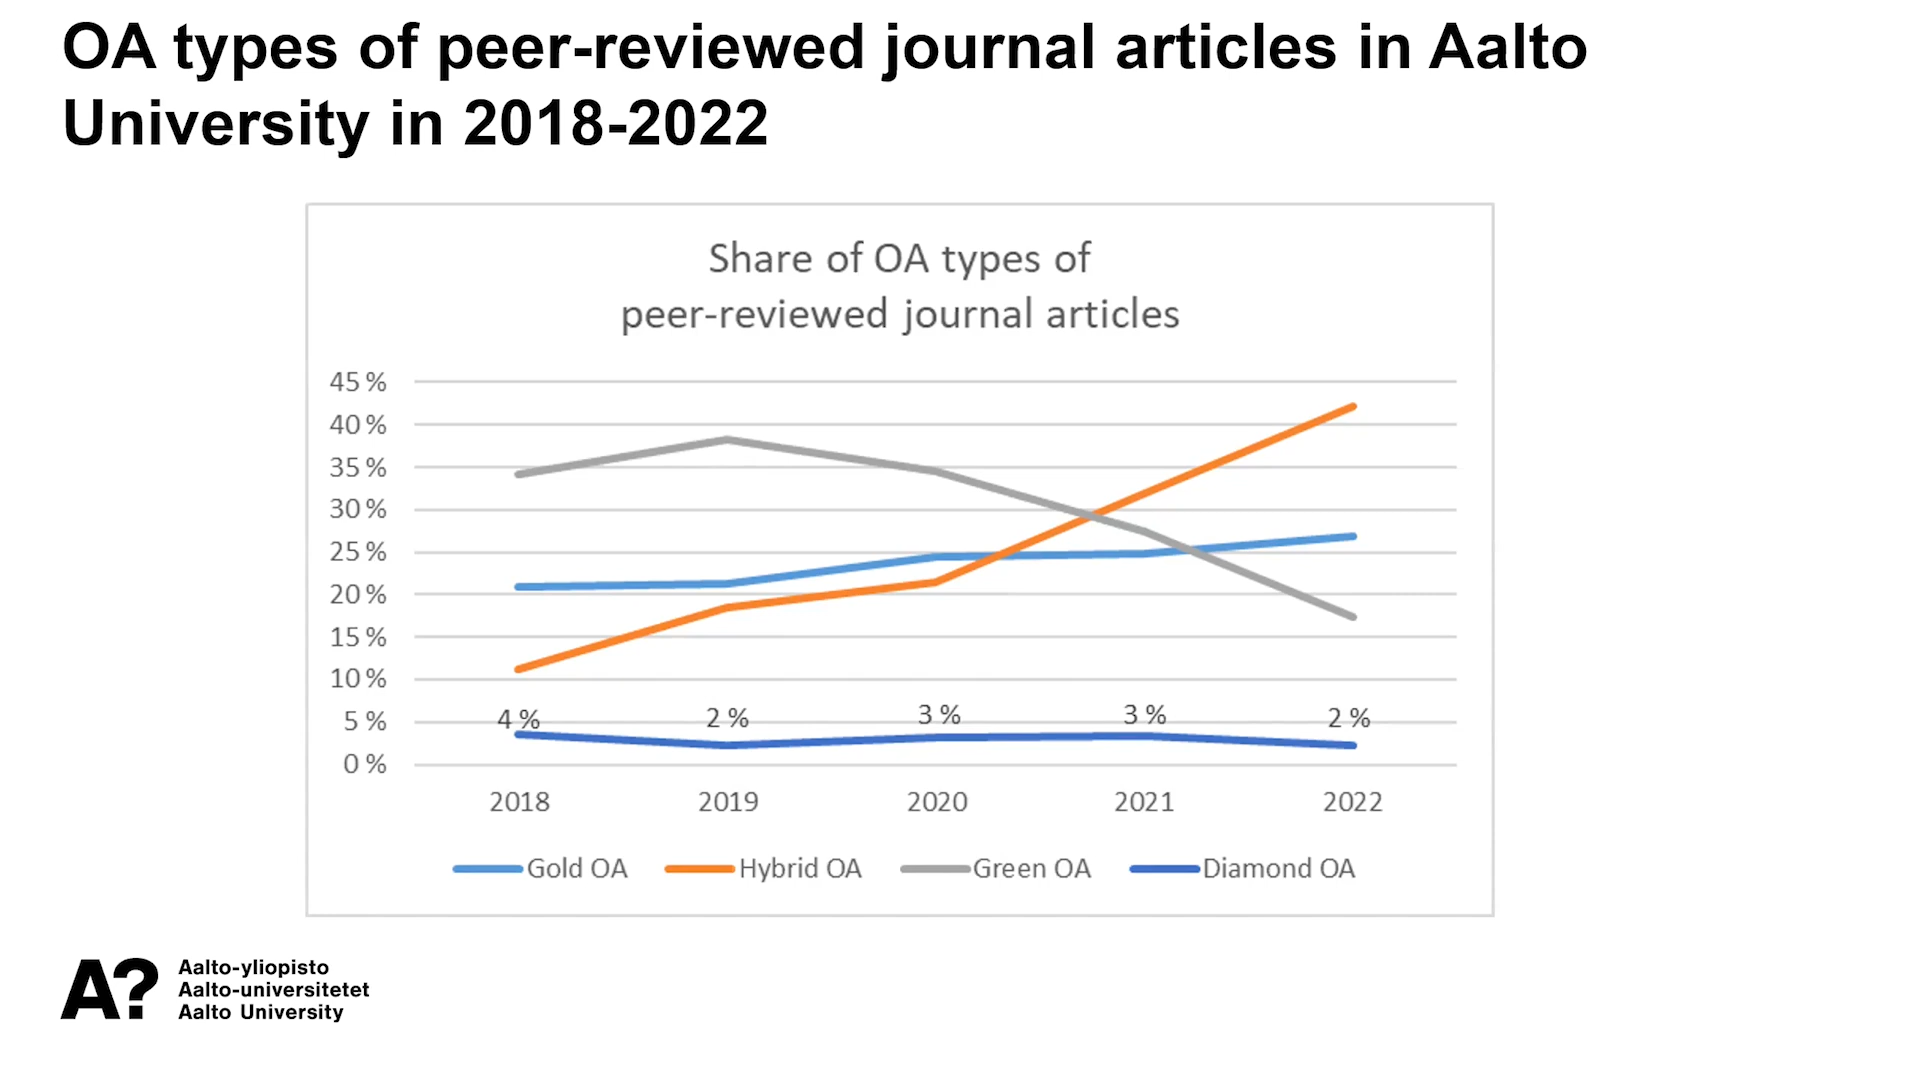 OA types of peer-reviewed journal articles in Aalto
University in 2018-2022
Share of OA types of
peer-reviewed journal articles
45 %
40 %
35 %
30 %
25 %
20 %
15 %
10 %
5 %
0 %
4 %
2 %
3 %
3 %
2 %
2018
2019
2020
2021
2022
Gold OA
Hybrid OA
Green OA
Diamond OA
A?
Aalto-yliopisto
Aalto-universitetet
Aalto University